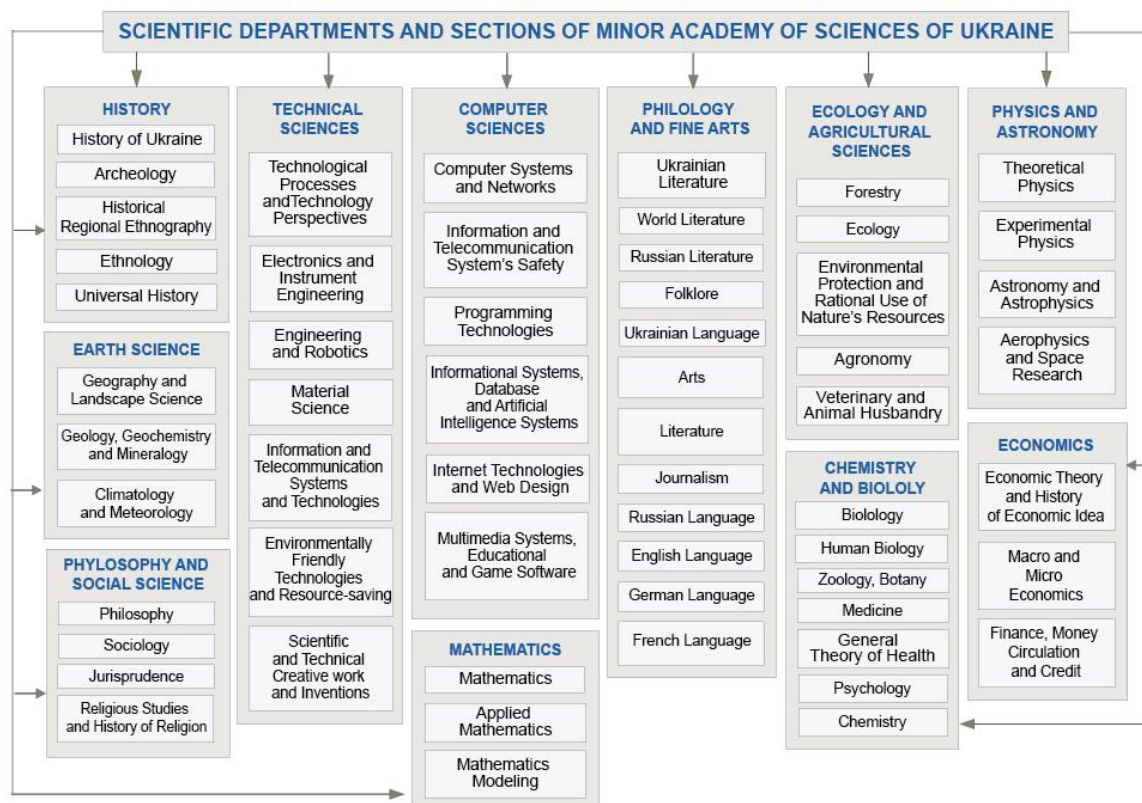 SCIENTIFIC DEPARTMENTS AND SECTIONS OF MINOR ACADEMY OF SCIENCES OF UKRAINE
HISTORY
History of Ukraine
Archeology
Historical
Regional Ethnography
Ethnology
Universal History
EARTH SCIENCE
Geography and
Landscape Science
Geology, Geochemistry
and Mineralogy
Climatology
and Meteorology
PHYLOSOPHY AND
SOCIAL SCIENCE
Philosophy
Sociology
Jurisprudence
Religious Studies
and History of Religion
TECHNICAL
SCIENCES
Technological
Processes
andTechnology
Perspectives
Electronics and
Instrument
Engineering
Engineering
and Robotics
Material
Science
Information and
Telecommunication
Systems
and Technologies
Environmentally
Friendly
Technologies
and Resource-saving
Scientific
and Technical
Creative work
and Inventions
COMPUTER
SCIENCES
Computer Systems
and Networks
Information and
Telecommunication
System's Safety
Programming
Technologies
Informational Systems,
Database
and Artificial
Intelligence Systems
Internet Technologies
and Web Design
Multimedia Systems,
Educational
and Game Software
MATHEMATICS
Mathematics
Applied
Mathematics
Mathematics
Modeling
PHILOLOGY
AND FINE ARTS
Ukrainian
Literature
World Literature
Russian Literature
Folklore
Ukrainian Language
Arts
Literature
Journalism
Russian Language
English Language
German Language
French Language
ECOLOGY AND
AGRICULTURAL
SCIENCES
Forestry
Ecology
Environmental
Protection and
Rational Use of
Nature's Resources
Agronomy
Veterinary and
Animal Husbandry
CHEMISTRY
AND BIOLOLY
Biolology
Human Biology
Zoology, Botany
Medicine
General
Theory of Health
Psychology
Chemistry
PHYSICS AND
ASTRONOMY
Theoretical
Physics
Experimental
Physics
Astronomy and
Astrophysics
Aerophysics
and Space
Research
ECONOMICS
Economic Theory
and History
of Economic Idea
Macro and
Micro
Economics
Finance, Money
Circulation
and Credit